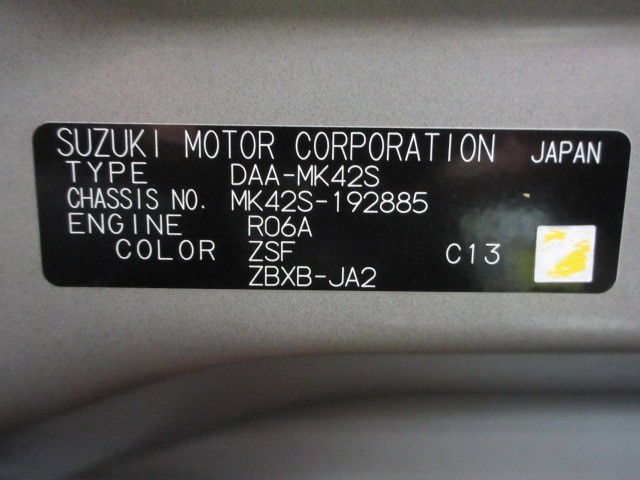 SUZUKI MOTOR CORPORATION JAPAN
TYPE DAA-MK42S
CHASSIS NO. MK42S-192885
ENGINE R06A
COLOR ZSF C13
ZBXB-JA2